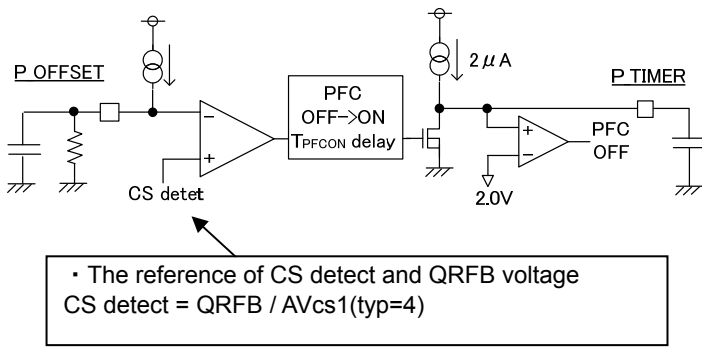 P OFFSET
2μA
P TIMER
PFC
OFF->ON
TPFCON delay
−
+
CS detet
+
−
PFC
OFF
2.0V
・The reference of CS detect and QRFB voltage
CS detect = QRFB / AVcs1(typ=4)